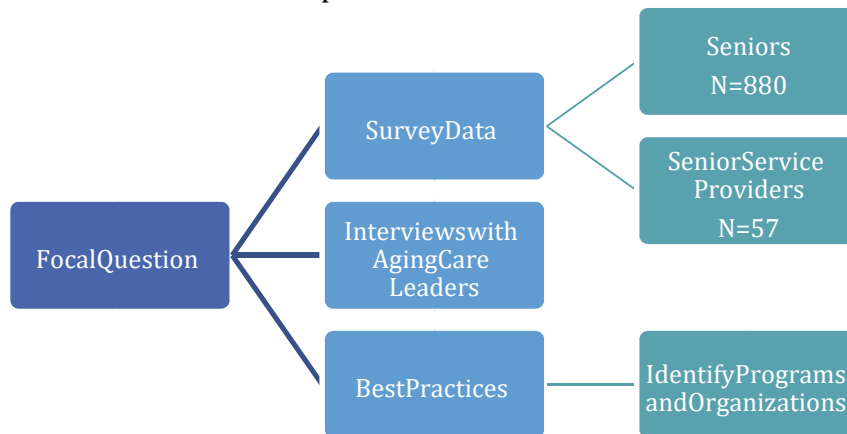 Seniors
N=880
SurveyData
SeniorService
Providers
N=57
FocalQuestion
Interviewswith
AgingCare
Leaders
BestPractices
IdentifyPrograms
andOrganizations